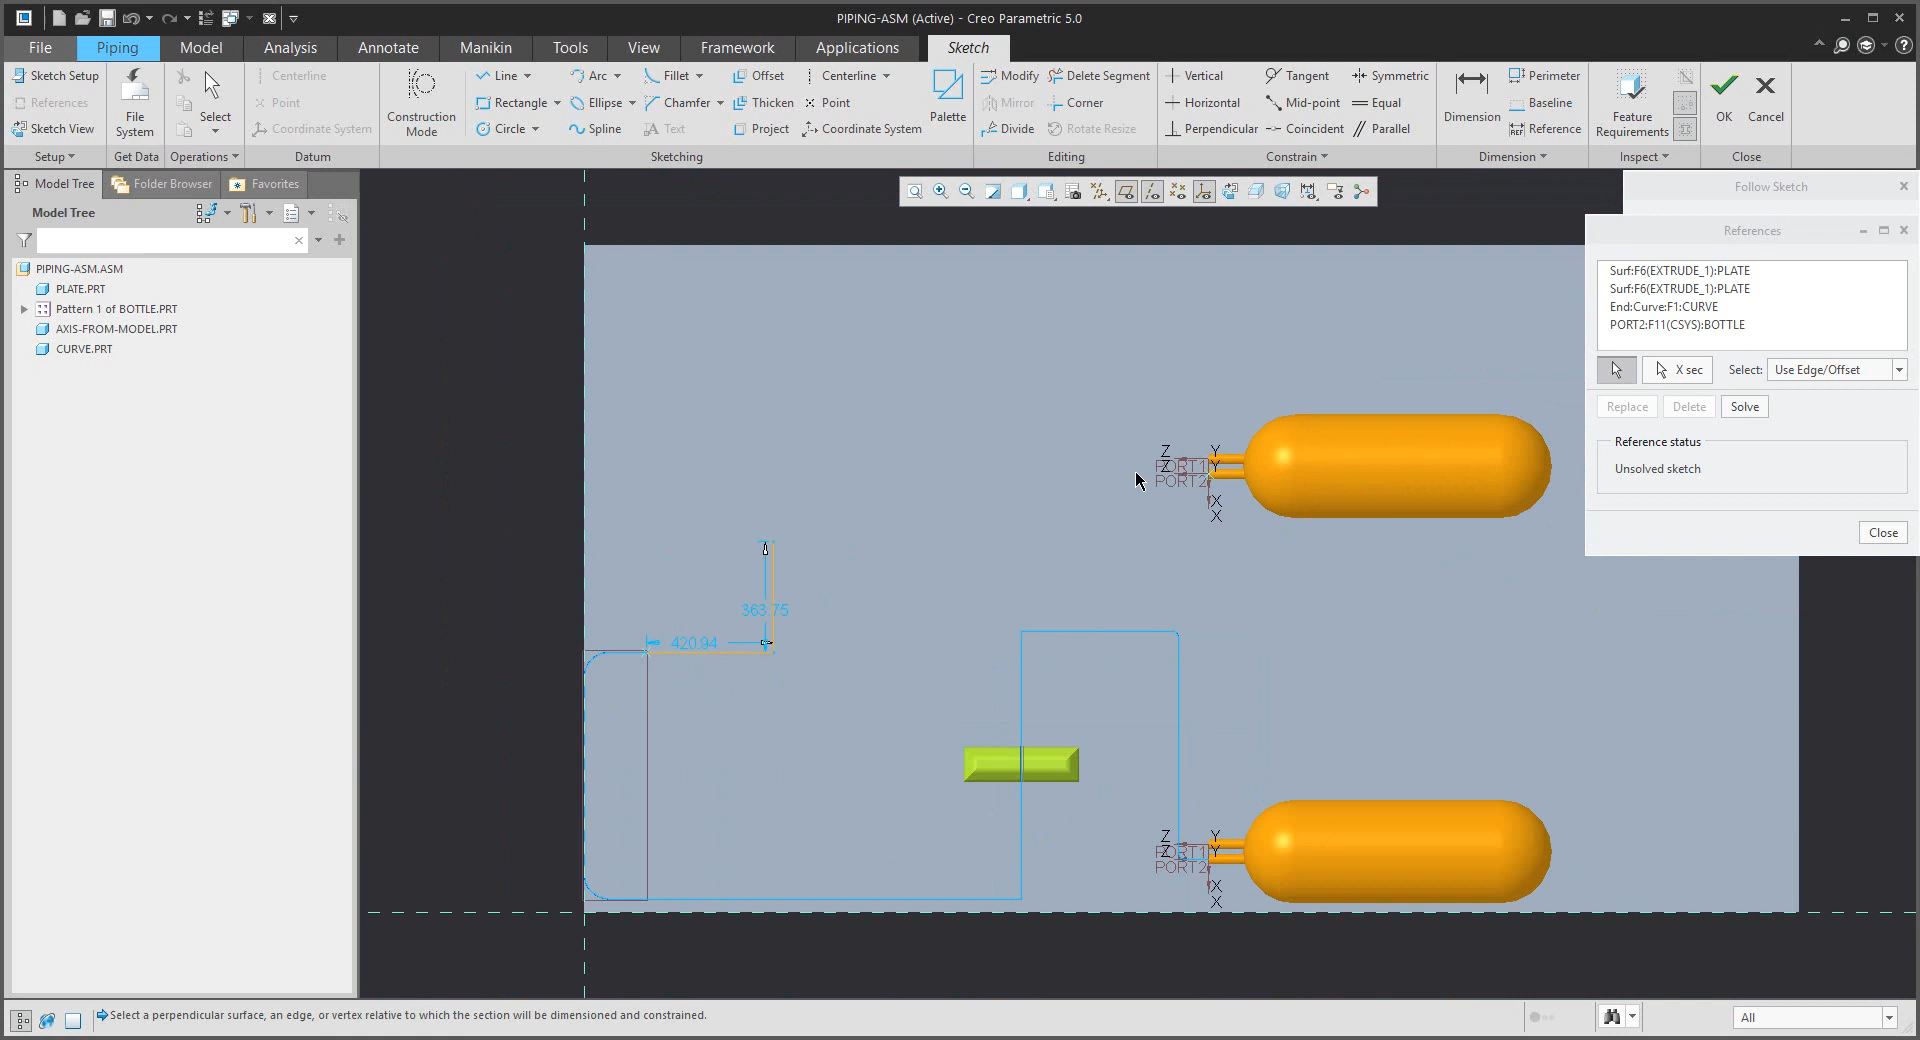 PIPING-ASM (Active) - Creo Parametric 5.0
File
Piping
Model
Analysis
Annotate
Manikin
Tools
View
Framework
Applications
Sketch
Sketch Setup
References
Sketch View
Setup
File System
Get Data
Select
Operations
Centerline
Point
Coordinate System
Datum
Construction Mode
Line
Rectangle
Circle
Arc
Ellipse
Spline
Fillet
Chamfer
Text
Offset
Thicken
Project
Centerline
Point
Coordinate System
Palette
Sketching
Modify
Mirror
Divide
Delete Segment
Corner
Rotate Resize
Editing
Vertical
Horizontal
Perpendicular
Tangent
Mid-point
Coincident
Symmetric
Equal
Parallel
Constrain
Dimension
Perimeter
Baseline
REF
Reference
Dimension
Feature Requirements
Inspect
OK
Cancel
Close
Model Tree
Folder Browser
Favorites
Model Tree
PIPING-ASM.ASM
PLATE.PRT
Pattern 1 of BOTTLE.PRT
AXIS-FROM-MODEL.PRT
CURVE.PRT
Follow Sketch
References
Surf:F6(EXTRUDE_1):PLATE
Surf:F6(EXTRUDE_1):PLATE
End:Curve:F1:CURVE
PORT2:F11(CSYS):BOTTLE
X sec
Select:
Use Edge/Offset
Replace
Delete
Solve
Reference status
Unsolved sketch
Close
Z
Y
Z
PORT1
Y
PORT2
X
X
363.75
420.94
Z
Y
Z
PORT1
Y
PORT2
X
X
Select a perpendicular surface, an edge, or vertex relative to which the section will be dimensioned and constrained.
All